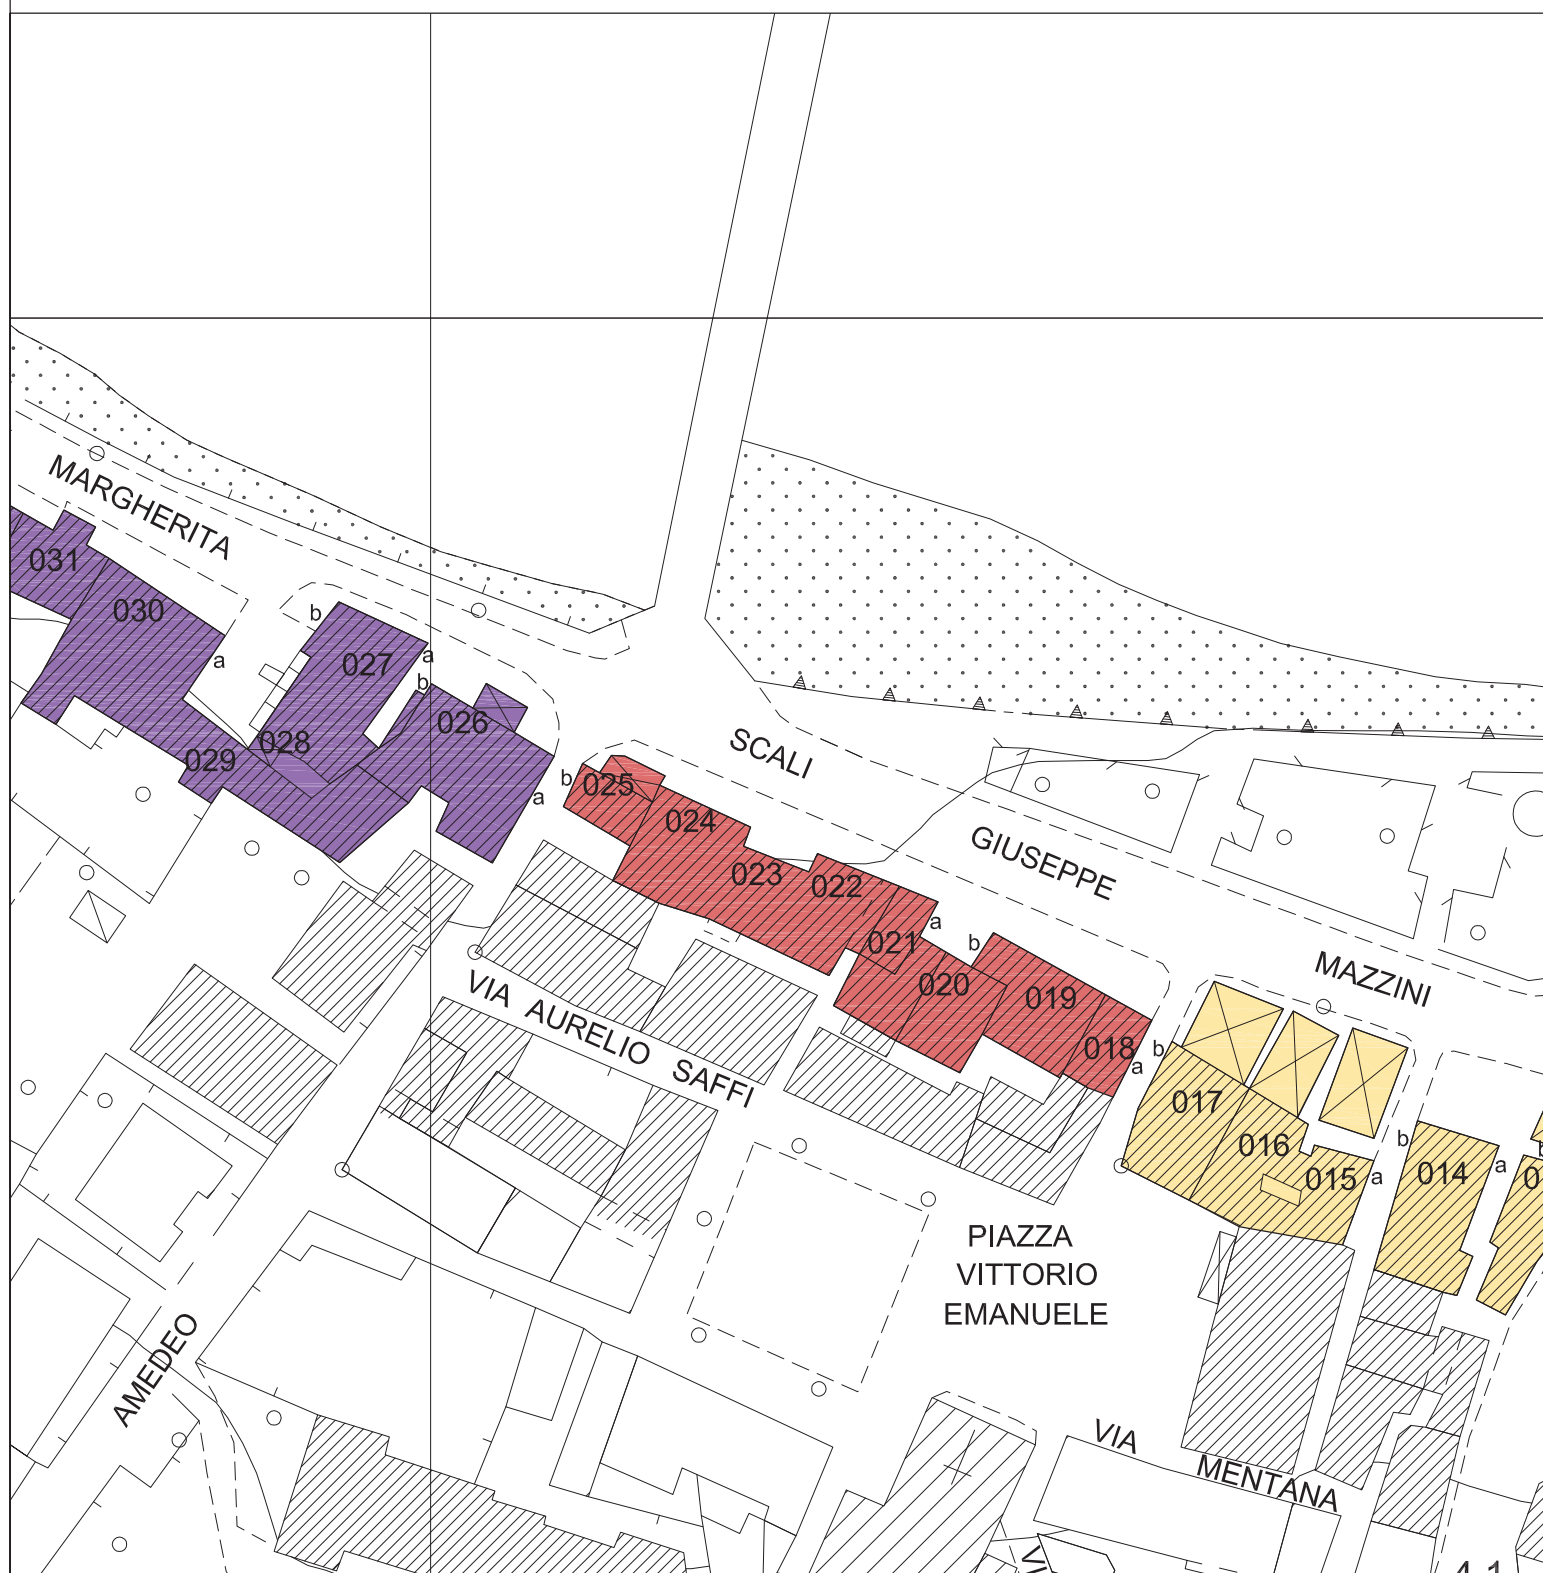 MARGHERITA
031
030
a
b
027
a
b
026
028
029
a
SCALI
b
025
024
023
022
GIUSEPPE
a
021
b
020
019
MAZZINI
018
a
b
017
016
015
a
b
014
a
VIA AURELIO SAFFI
PIAZZA
VITTORIO
EMANUELE
AMEDEO
VIA
MENTANA